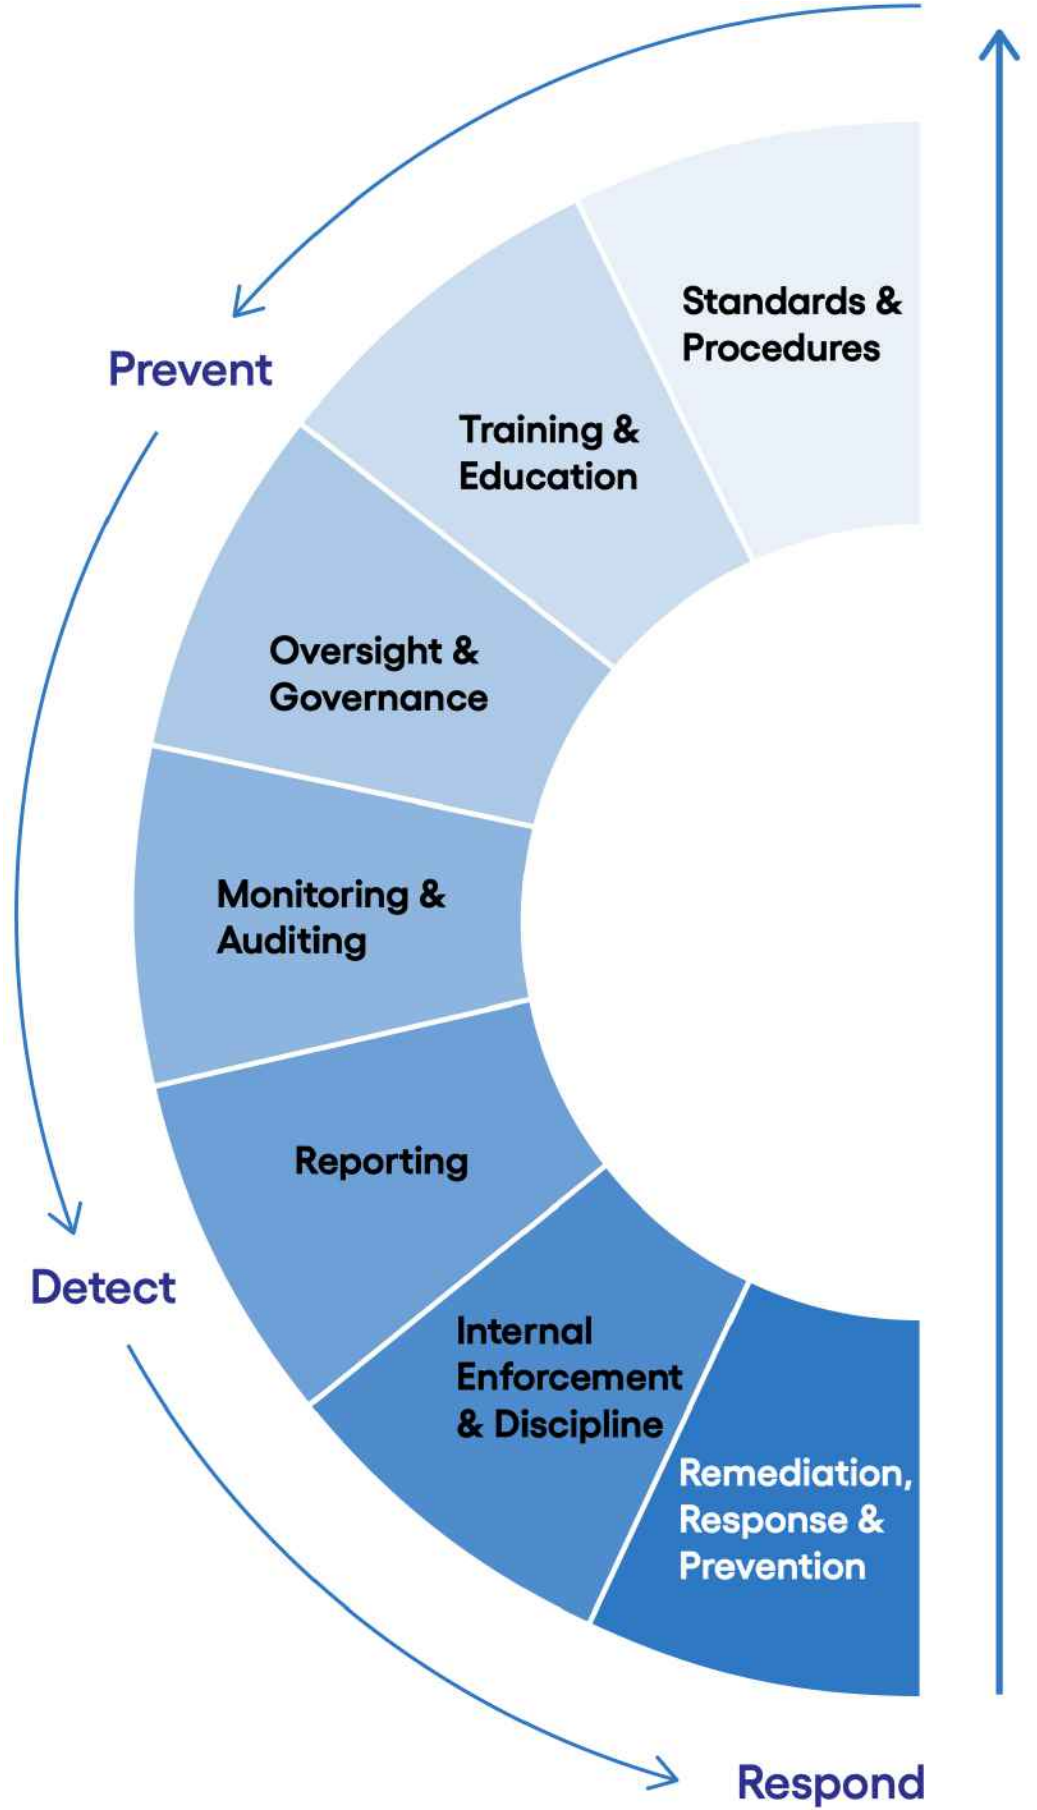 Standards &
Procedures
Prevent
Training &
Education
Oversight &
Governance
Monitoring &
Auditing
Reporting
Detect
Internal
Enforcement
& Discipline
Remediation,
Response &
Prevention
Respond